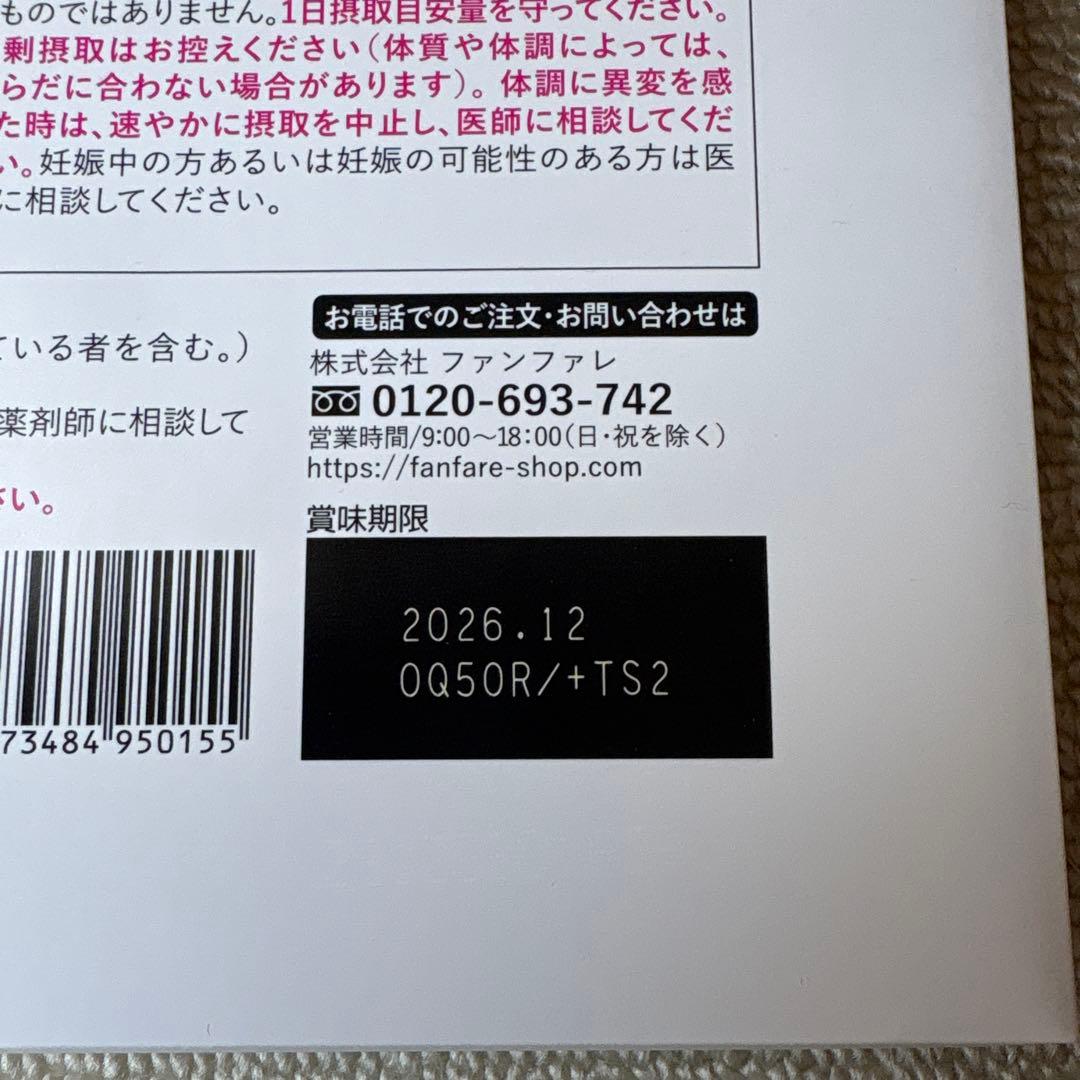 ものではありません。1日摂取目安量を守ってください。
剰摂取はお控えください(体質や体調によっては、
らだに合わない場合があります)。体調に異変を感
た時は、速やかに摂取を中止し、医師に相談してくだ
い。妊娠中の方あるいは妊娠の可能性のある方は医
に相談してください。
お電話でのご注文・お問い合わせは
ている者を含む。)
株式会社 ファンファレ
0120-693-742
薬剤師に相談して
営業時間/9:00〜18:00(日・祝を除く)
https://fanfare-shop.com
さい。
賞味期限
2026.12
0Q50R/+TS2
73484 950155